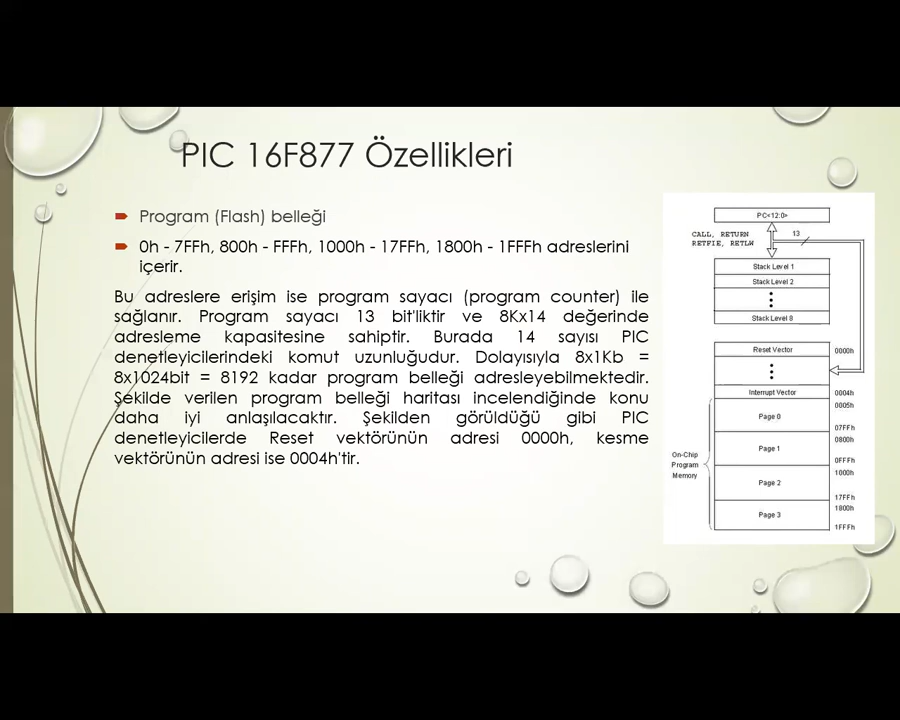 PIC 16F877 Özellikleri
Program (Flash) belleği
0h - 7FFh, 800h - FFFh, 1000h - 17FFh, 1800h - 1FFFh adreslerini
içerir.
Bu adreslere erişim ise program sayacı (program counter) ile
sağlanır. Program sayacı 13 bit'liktir ve 8Kx14 değerinde
adresleme kapasitesine sahiptir. Burada 14 sayısı PIC
denetleyicilerindeki komut uzunluğudur. Dolayısıyla 8x1Kb =
8x1024bit = 8192 kadar program belleği adresleyebilmektedir.
Şekilde verilen program belleği haritası incelendiğinde konu
daha iyi anlaşılacaktır. Şekilden görüldüğü gibi PIC
denetleyicilerde Reset vektörünün adresi 0000h, kesme
vektörünün adresi ise 0004h'tir.
PC<12:0>
CALL, RETURN
RETFIE, RETLW
13
Stack Level 1
Stack Level 2
Stack Level 8
Reset Vector
0000h
Interrupt Vector
0004h
0005h
Page 0
07FFh
0800h
Page 1
0FFFh
1000h
Page 2
17FFh
1800h
Page 3
1FFFh
On-Chip
Program
Memory